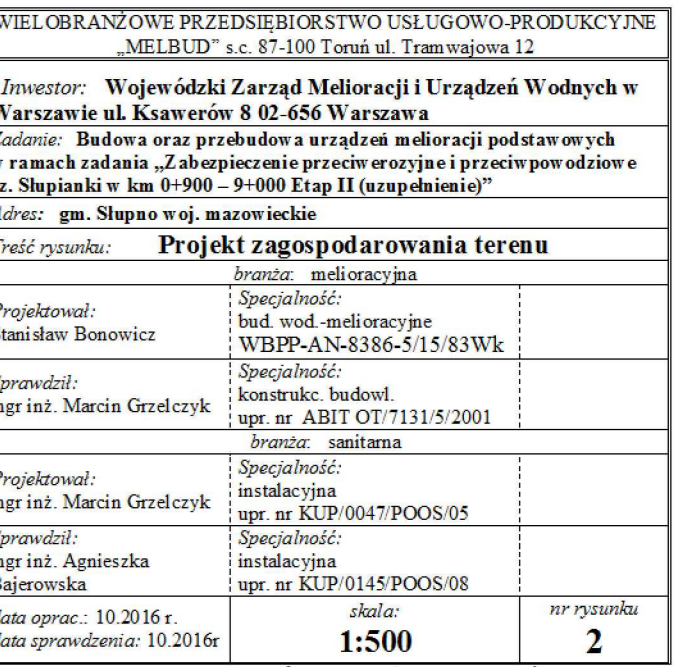 WIELOBRANŻOWE PRZEDSIĘBIORSTWO USŁUGOWO-PRODUKCYJNE
„MELBUD” s.c. 87-100 Toruń ul. Tramwajowa 12
Inwestor: Wojewódzki Zarząd Melioracji i Urządzeń Wodnych w
Warszawie ul. Ksawerów 8 02-656 Warszawa
Zadanie: Budowa oraz przebudowa urządzeń melioracji podstawowych
w ramach zadania „Zabezpieczenie przeciwerozyjne i przeciwpowodziowe
rz. Słupianki w km 0+900 – 9+000 Etap II (uzupełnienie)”
Adres: gm. Słupno woj. mazowieckie
Treść rysunku: Projekt zagospodarowania terenu
branża: melioracyjna
Projektował:
Stanisław Bonowicz
Specjalność:
bud. wod.-melioracyjne
WBPP-AN-8386-5/15/83Wk
Sprawdził:
mgr inż. Marcin Grzelczyk
Specjalność:
konstrukc. budowl.
upr. nr ABIT OT/7131/5/2001
branża: sanitarna
Projektował:
mgr inż. Marcin Grzelczyk
Specjalność:
instalacyjna
upr. nr KUP/0047/POOS/05
Sprawdził:
mgr inż. Agnieszka
Bajerowska
Specjalność:
instalacyjna
upr. nr KUP/0145/POOS/08
data oprac.: 10.2016 r.
data sprawdzenia: 10.2016r
skala:
1:500
nr rysunku
2